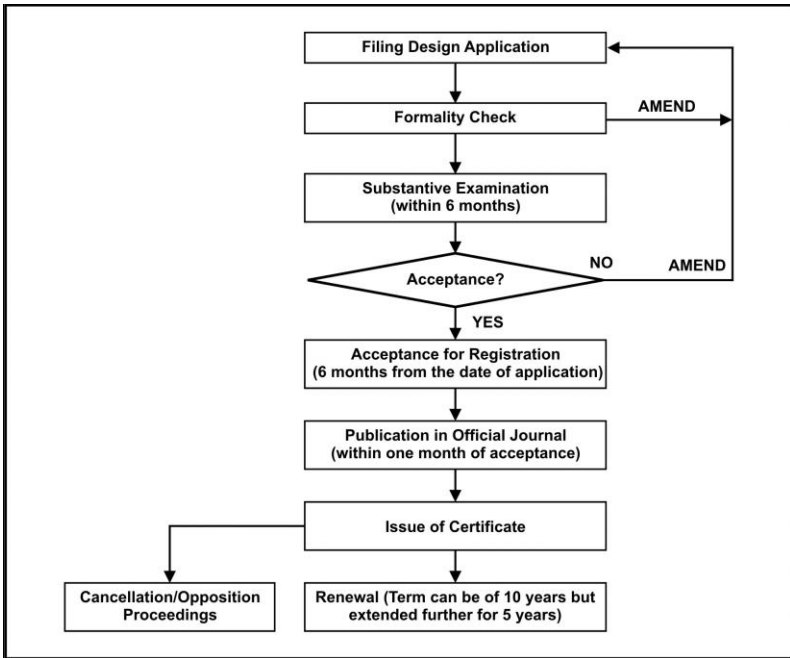 Filing Design Application
Formality Check
AMEND
Substantive Examination
(within 6 months)
Acceptance?
NO
AMEND
YES
Acceptance for Registration
(6 months from the date of application)
Publication in Official Journal
(within one month of acceptance)
Issue of Certificate
Cancellation/Opposition
Proceedings
Renewal (Term can be of 10 years but
extended further for 5 years)